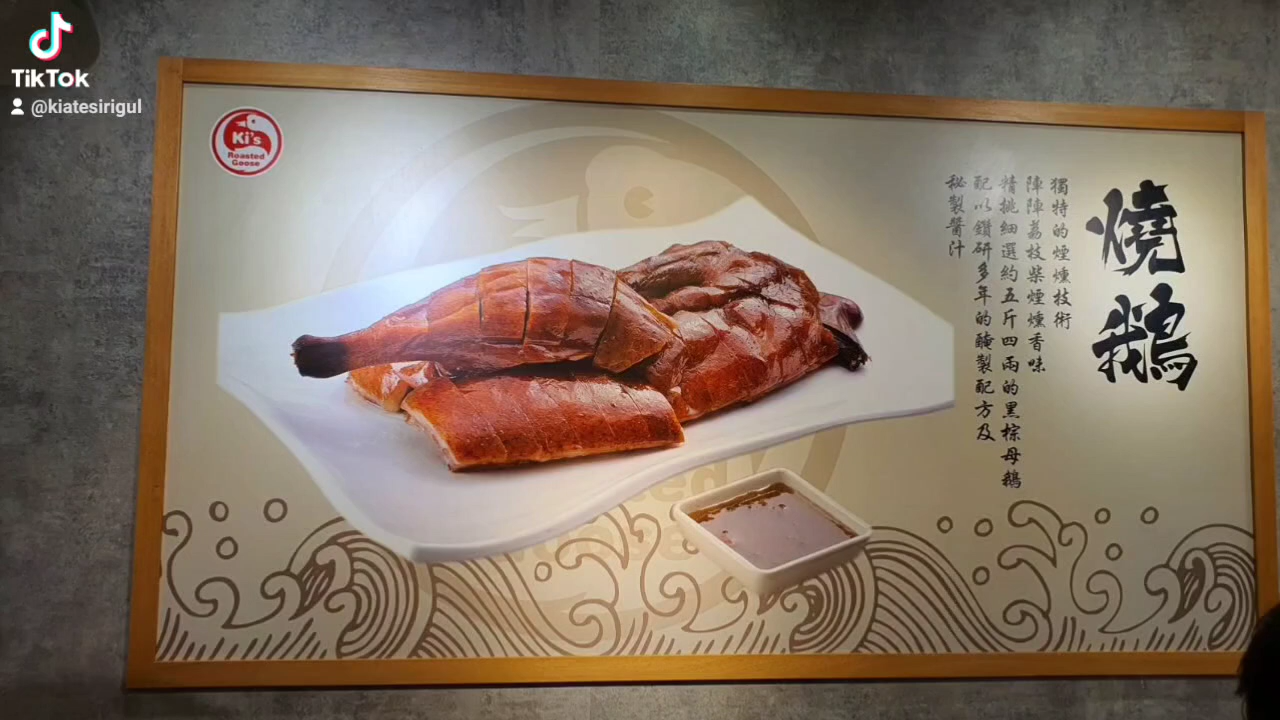 TikTok
@kiatesirigul
Ki's
Roasted
Goose
燒鵝
獨特的煙燻技術
陣陣荔枝柴煙燻香味
精挑細選約五斤四兩的黑棕母鵝
配以鑽研多年的醃製配方及
秘製醬汁